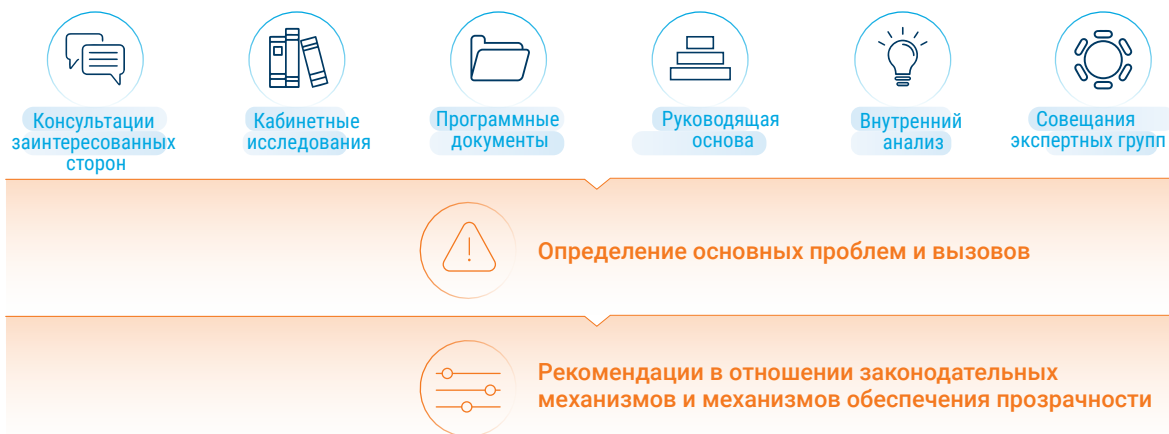 Консультации
заинтересованных
сторон
Кабинетные
исследования
Программные
документы
Руководящая
основа
Внутренний
анализ
Совещания
экспертных групп
Определение основных проблем и вызовов
Рекомендации в отношении законодательных
механизмов и механизмов обеспечения прозрачности